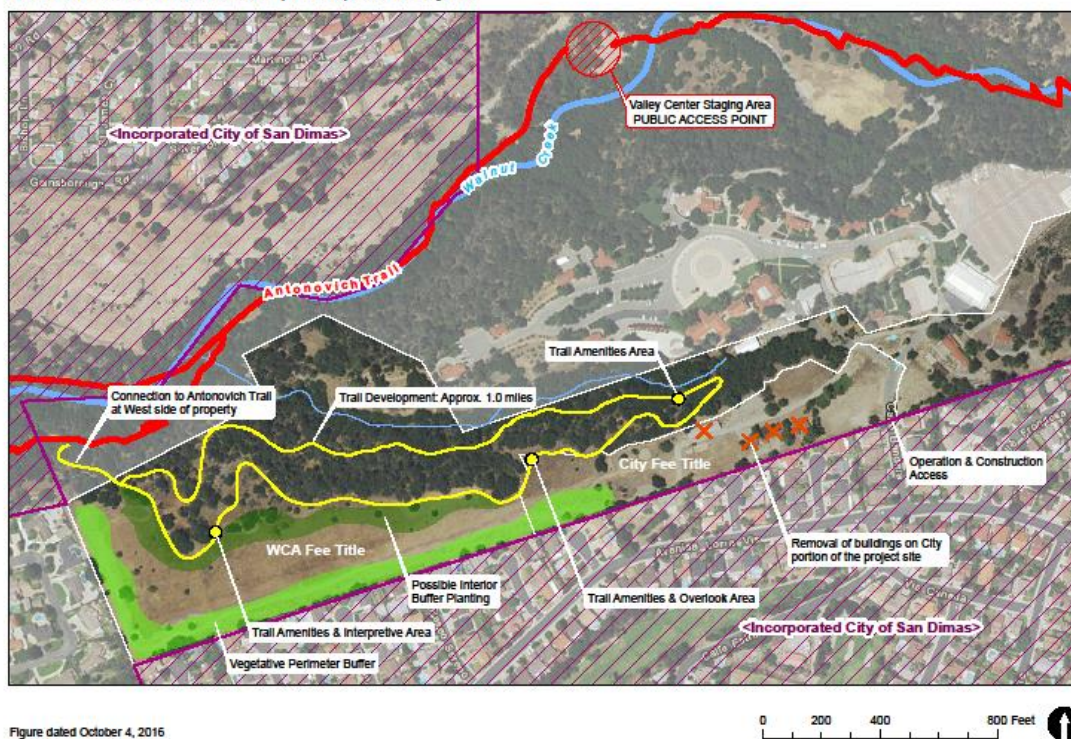 Martinique Ct
Gainsborough Rd
<Incorporated City of San Dimas>
Valley Center Staging Area
PUBLIC ACCESS POINT
Walnut Creek
Antonovich Trail
Trail Amenities Area
Connection to Antonovich Trail
at West side of property
Trail Development: Approx. 1.0 miles
City Fee Title
Operation & Construction
Access
WCA Fee Title
Removal of buildings on City
portion of the project site
Possible Interior
Buffer Planting
Trail Amenities & Overlook Area
Trail Amenities & Interpretive Area
<Incorporated City of San Dimas>
Vegetative Perimeter Buffer
Figure dated October 4, 2016
0 200 400 800 Feet